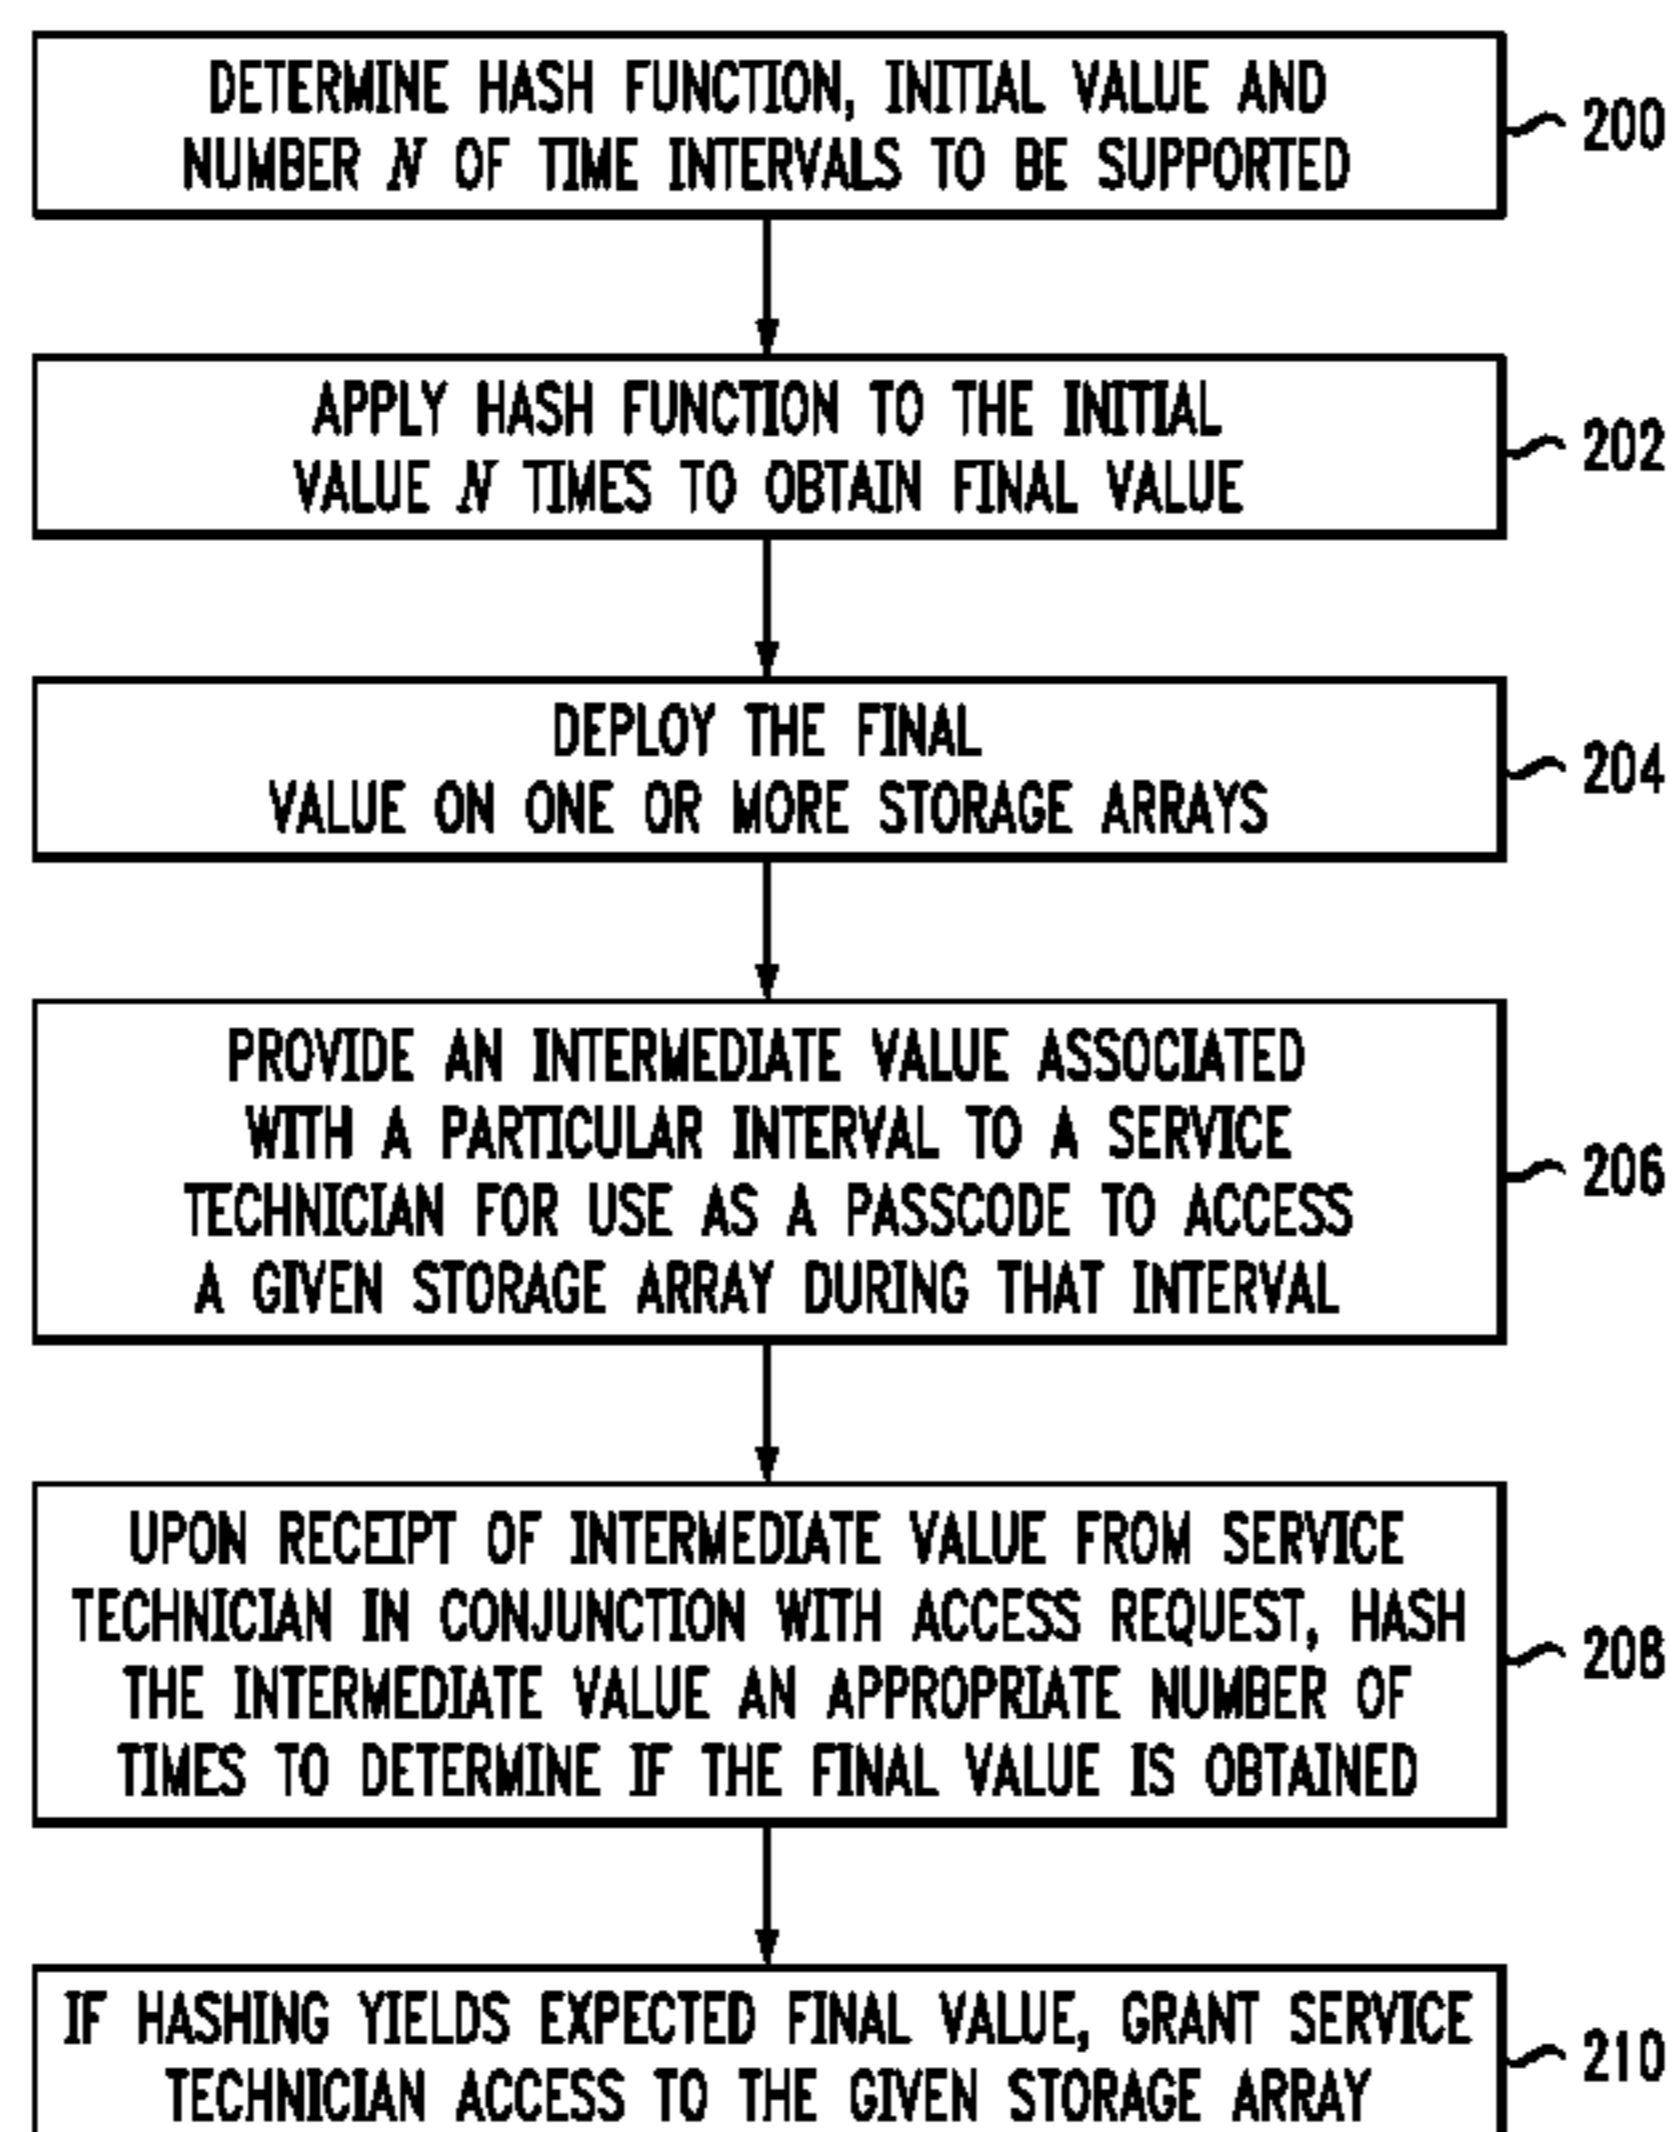 DETERMINE HASH FUNCTION, INITIAL VALUE AND
NUMBER N OF TIME INTERVALS TO BE SUPPORTED
200
APPLY HASH FUNCTION TO THE INITIAL
VALUE N TIMES TO OBTAIN FINAL VALUE
202
DEPLOY THE FINAL
VALUE ON ONE OR MORE STORAGE ARRAYS
204
PROVIDE AN INTERMEDIATE VALUE ASSOCIATED
WITH A PARTICULAR INTERVAL TO A SERVICE
TECHNICIAN FOR USE AS A PASSCODE TO ACCESS
A GIVEN STORAGE ARRAY DURING THAT INTERVAL
206
UPON RECEIPT OF INTERMEDIATE VALUE FROM SERVICE
TECHNICIAN IN CONJUNCTION WITH ACCESS REQUEST, HASH
THE INTERMEDIATE VALUE AN APPROPRIATE NUMBER OF
TIMES TO DETERMINE IF THE FINAL VALUE IS OBTAINED
208
IF HASHING YIELDS EXPECTED FINAL VALUE, GRANT SERVICE
TECHNICIAN ACCESS TO THE GIVEN STORAGE ARRAY
210